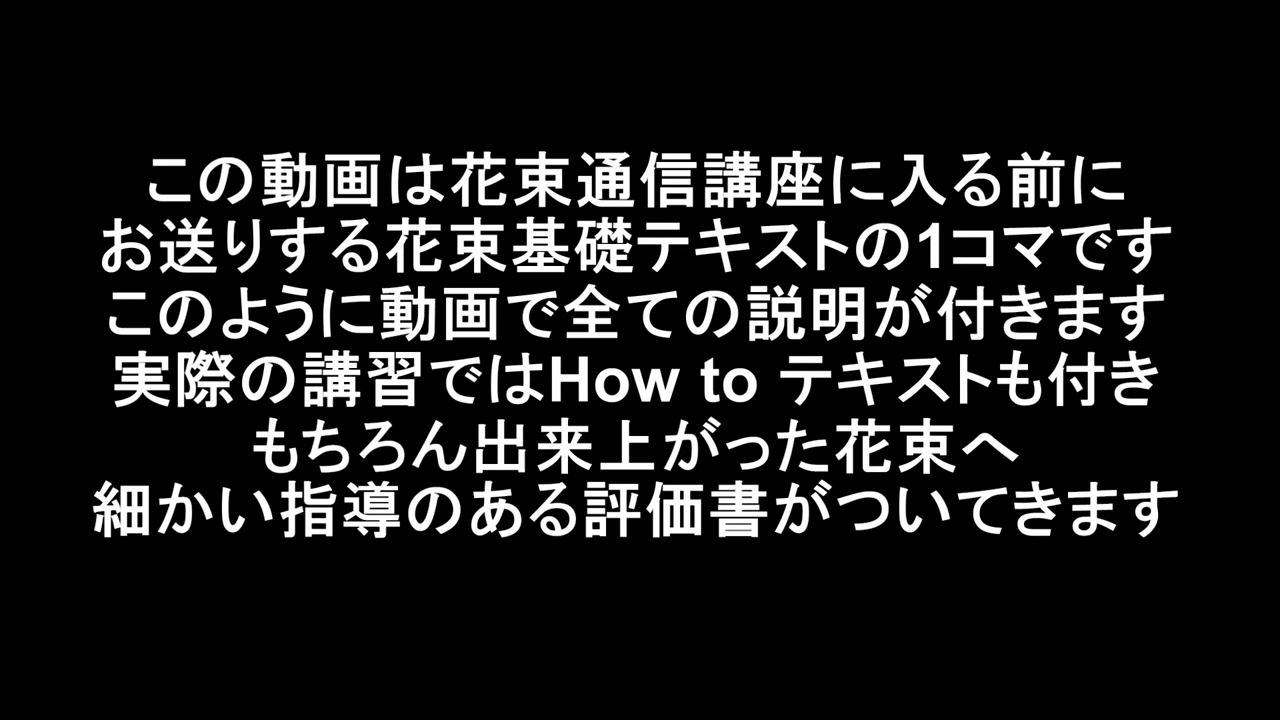 この動画は花束通信講座に入る前に
お送りする花束基礎テキストの1コマです
このように動画で全ての説明が付きます
実際の講習ではHow to テキストも付き
もちろん出来上がった花束へ
細かい指導のある評価書がついてきます